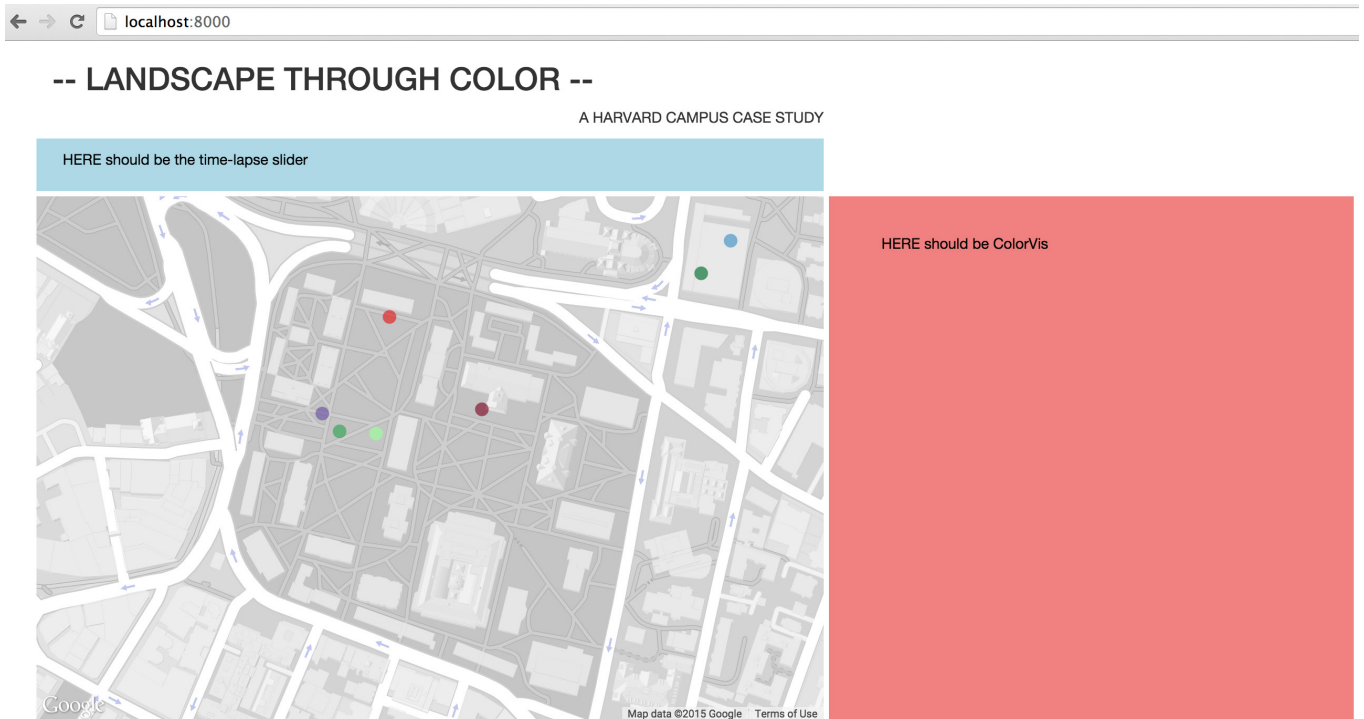 localhost:8000
-- LANDSCAPE THROUGH COLOR --
A HARVARD CAMPUS CASE STUDY
HERE should be the time-lapse slider
HERE should be ColorVis
Google
Map data ©2015 Google Terms of Use